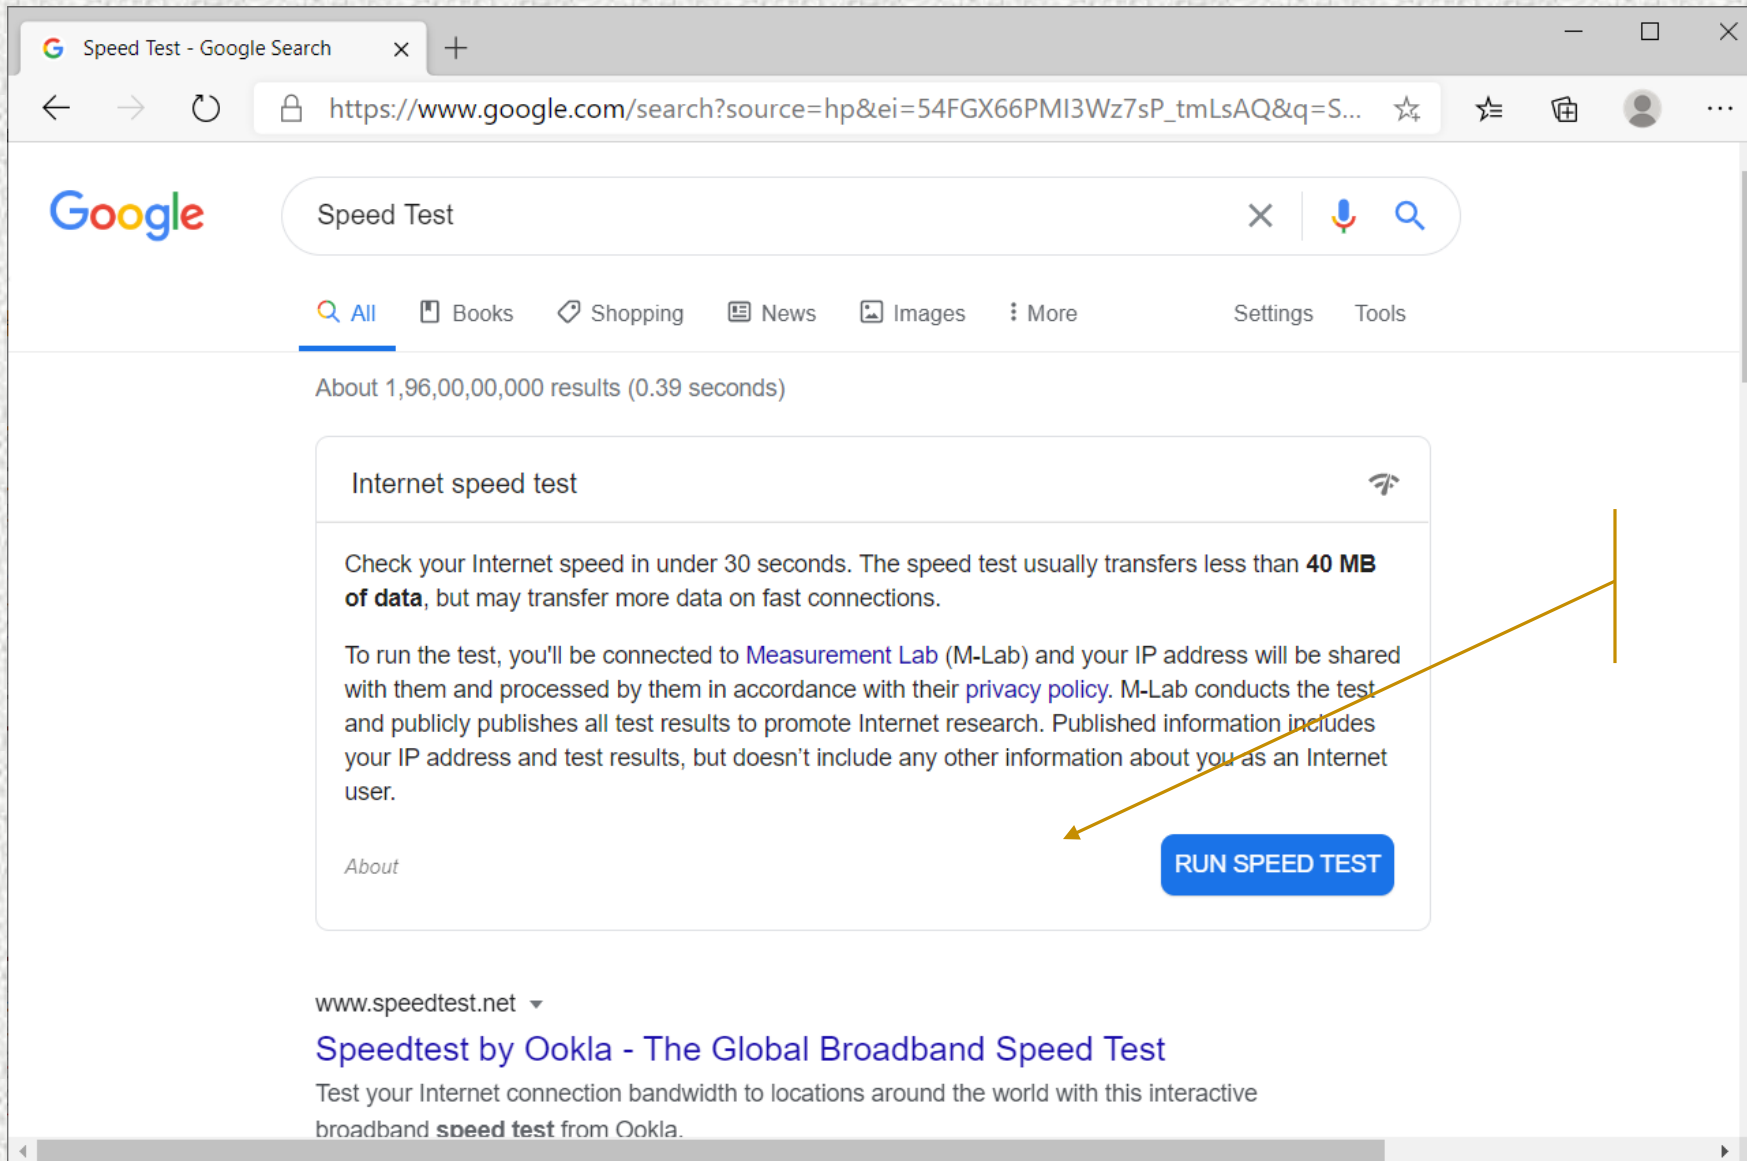 Speed Test - Google Search
https://www.google.com/search?source=hp&ei=54FGX66PMI3Wz7sP_tmLsAQ&q=S...
Google
Speed Test
All Books Shopping News Images More Settings Tools
About 1,96,00,00,000 results (0.39 seconds)
Internet speed test
Check your Internet speed in under 30 seconds. The speed test usually transfers less than 40 MB
of data, but may transfer more data on fast connections.
To run the test, you'll be connected to Measurement Lab (M-Lab) and your IP address will be shared
with them and processed by them in accordance with their privacy policy. M-Lab conducts the test
and publicly publishes all test results to promote Internet research. Published information includes
your IP address and test results, but doesn't include any other information about you as an Internet
user.
About
RUN SPEED TEST
www.speedtest.net
Speedtest by Ookla - The Global Broadband Speed Test
Test your Internet connection bandwidth to locations around the world with this interactive
broadband speed test from Ookla.